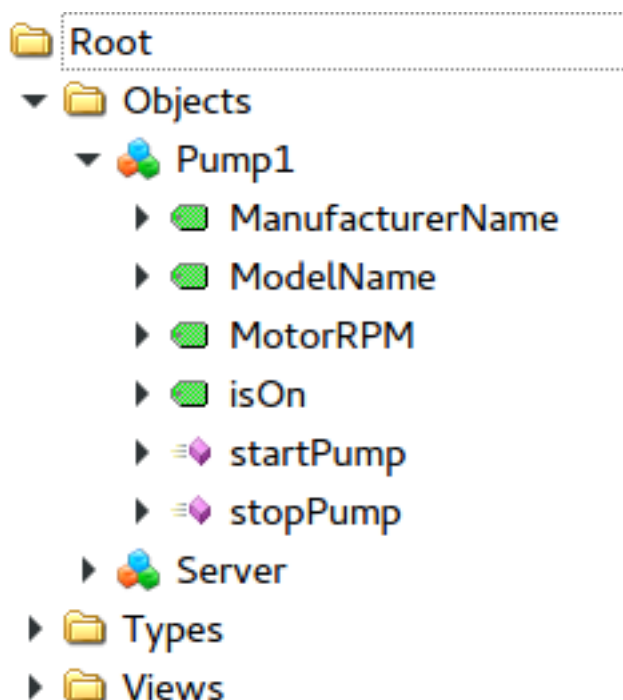 Root
Objects
Pump1
ManufacturerName
ModelName
MotorRPM
isOn
startPump
stopPump
Server
Types
Views